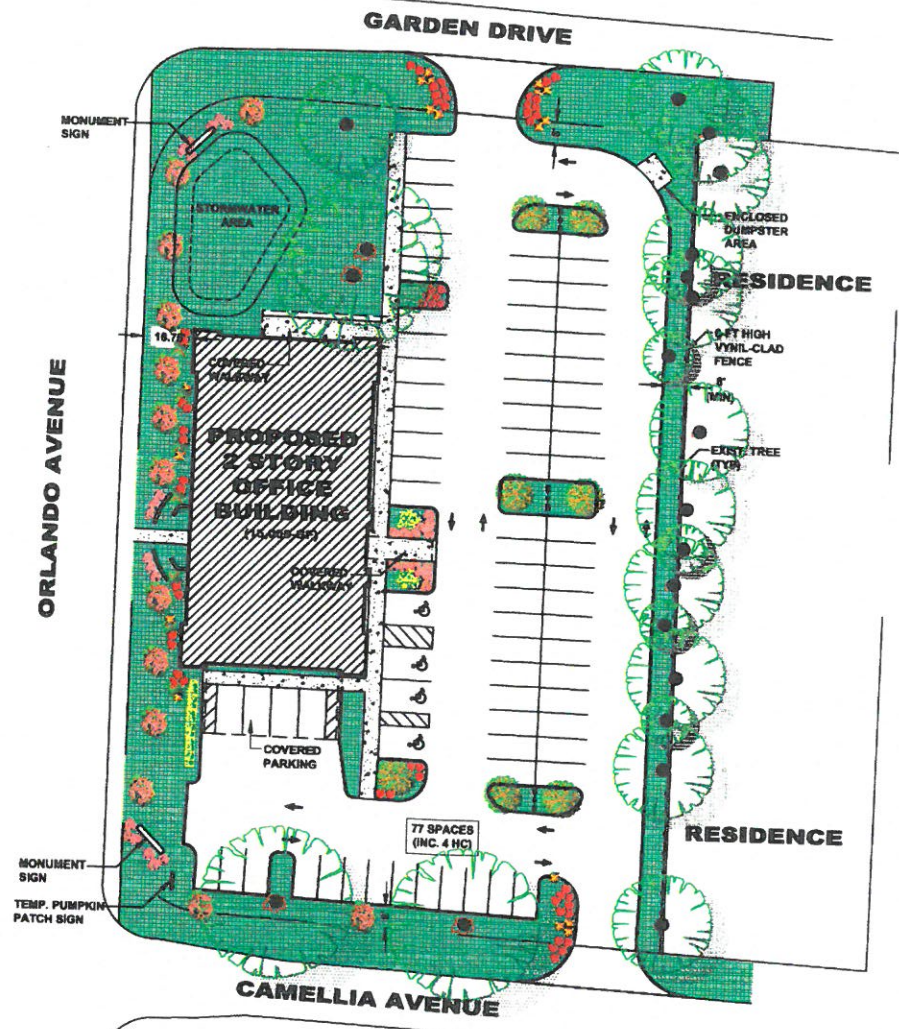 GARDEN DRIVE
MONUMENT
SIGN
STORMWATER
AREA
ENCLOSED
DUMPSTER
AREA
RESIDENCE
6-FT HIGH
VYNIL-CLAD
FENCE
COVERED
WALKWAY
(MIN)
ORLANDO AVENUE
PROPOSED
2 STORY
OFFICE
BUILDING
EXIST. TREE
(TYP)
COVERED
WALKWAY
COVERED
PARKING
77 SPACES
(INC. 4 HC)
RESIDENCE
MONUMENT
SIGN
TEMP. PUMPKIN
PATCH SIGN
CAMELLIA AVENUE